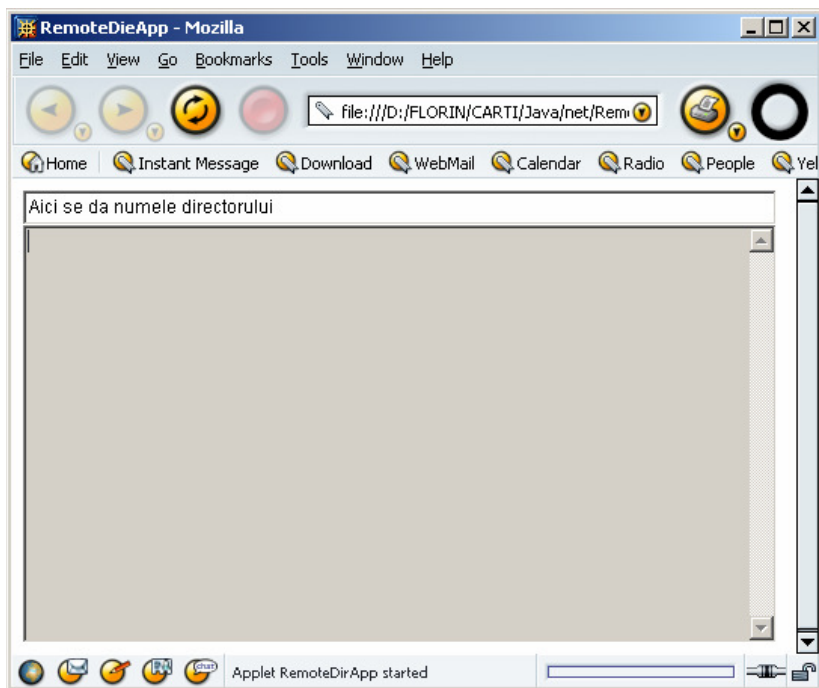 RemoteDieApp - Mozilla
File Edit View Go Bookmarks Tools Window Help
file:///D:/FLORIN/CARTI/Java/net/Rem
Home Instant Message Download WebMail Calendar Radio People Yel
Aici se da numele directorului
Applet RemoteDirApp started